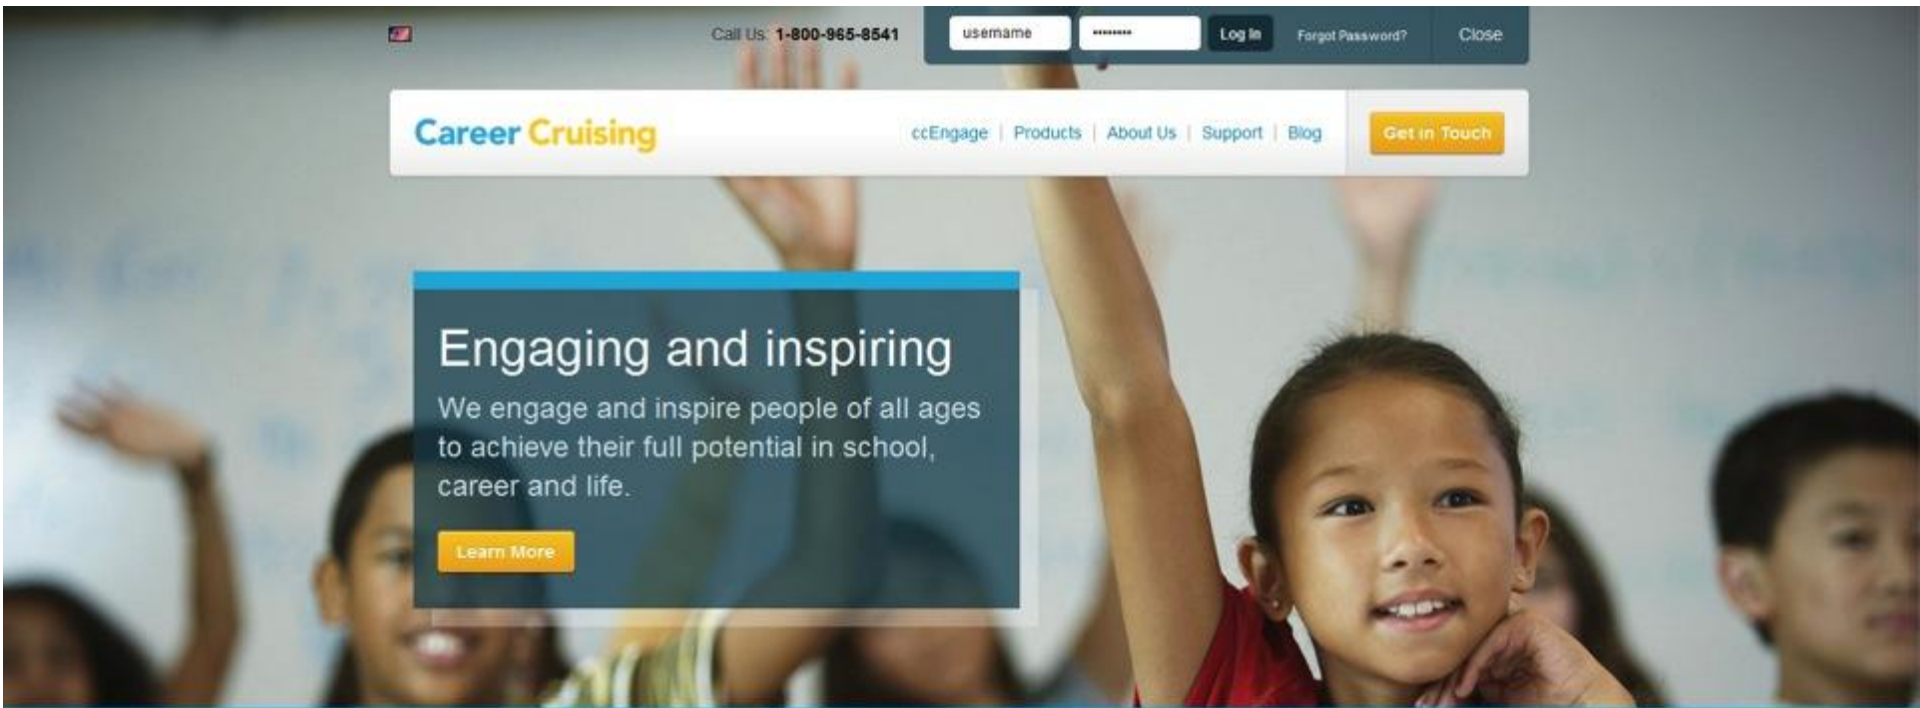 Call Us: 1-800-965-8541
username
********
Log In
Forgot Password?
Close
Career Cruising
ccEngage | Products | About Us | Support | Blog
Get in Touch
Engaging and inspiring
We engage and inspire people of all ages
to achieve their full potential in school,
career and life.
Learn More